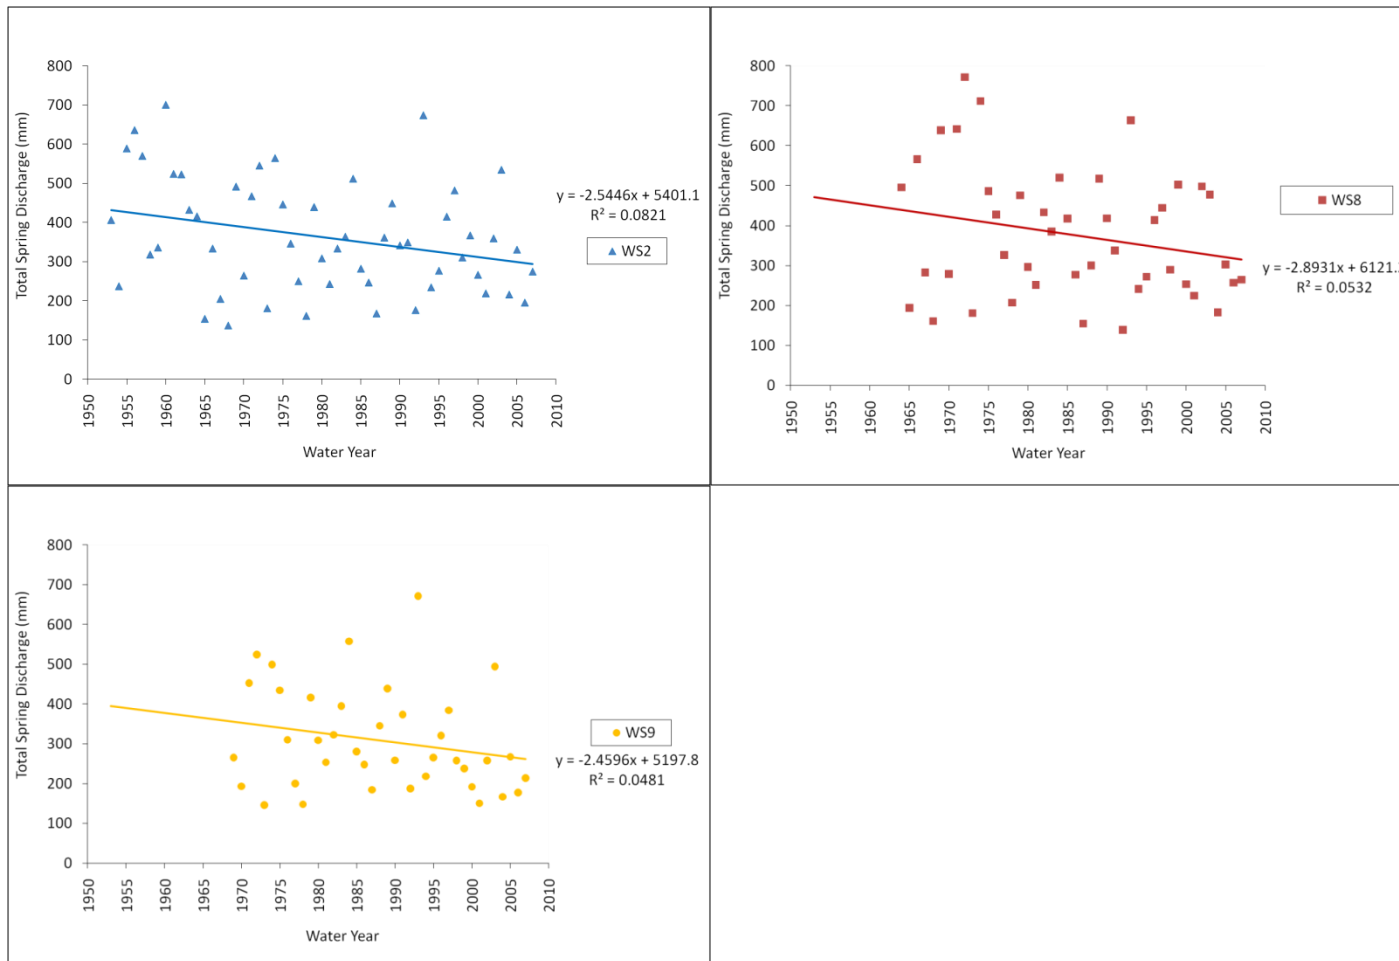 800
700
600
500
400
300
200
100
0
Total Spring Discharge (mm)
1950 1955 1960 1965 1970 1975 1980 1985 1990 1995 2000 2005 2010
Water Year
y = -2.5446x + 5401.1
R² = 0.0821
WS2
800
700
600
500
400
300
200
100
0
Total Spring Discharge (mm)
1950 1955 1960 1965 1970 1975 1980 1985 1990 1995 2000 2005 2010
Water Year
WS8
y = -2.8931x + 6121.
R² = 0.0532
800
700
600
500
400
300
200
100
0
Total Spring Discharge (mm)
1950 1955 1960 1965 1970 1975 1980 1985 1990 1995 2000 2005 2010
Water Year
WS9
y = -2.4596x + 5197.8
R² = 0.0481